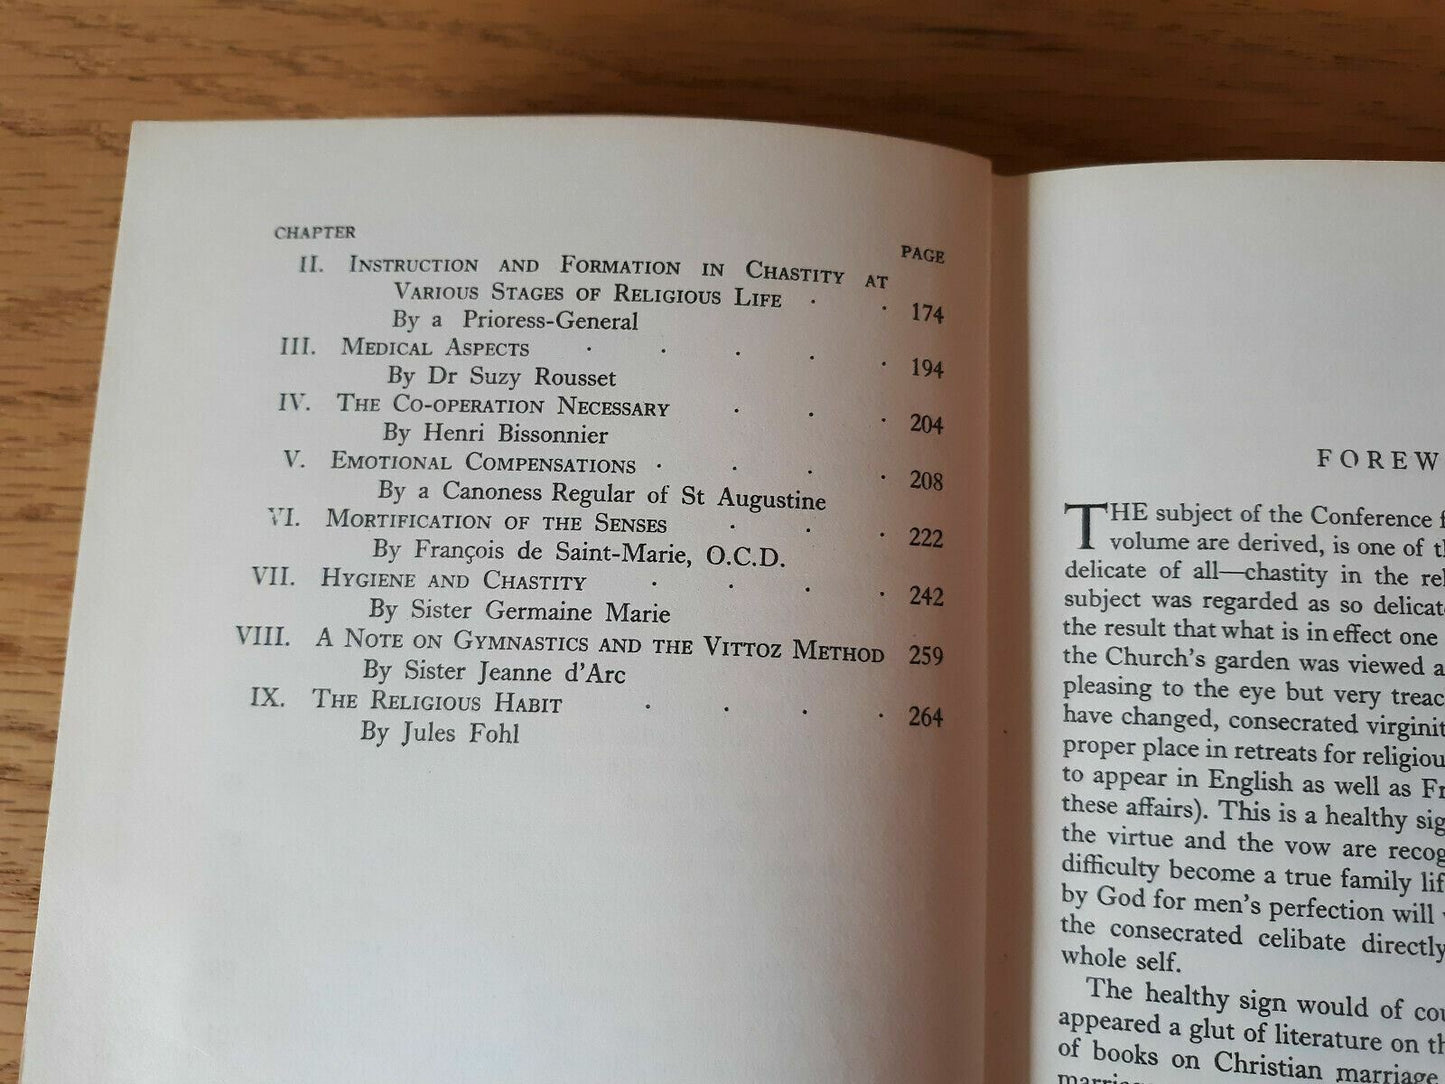 CHAPTER
PAGE
II. INSTRUCTION AND FORMATION IN CHASTITY AT
VARIOUS STAGES OF RELIGIOUS LIFE . . 174
By a Prioress-General
III. MEDICAL ASPECTS . . . . . 194
By Dr Suzy Rousset
IV. THE CO-OPERATION NECESSARY . . . 204
By Henri Bissonnier
V. EMOTIONAL COMPENSATIONS . . . . 208
By a Canoness Regular of St Augustine
VI. MORTIFICATION OF THE SENSES . . . 222
By François de Saint-Marie, O.C.D.
VII. HYGIENE AND CHASTITY . . . . 242
By Sister Germaine Marie
VIII. A NOTE ON GYMNASTICS AND THE VITTOZ METHOD 259
By Sister Jeanne d'Arc
IX. THE RELIGIOUS HABIT . . . . 264
By Jules Fohl
FOREW
THE subject of the Conference
volume are derived, is one of
delicate of all—chastity in the
subject was regarded as so
the result that what is in effect one
the Church's garden was viewed
pleasing to the eye but very
have changed, consecrated
proper place in retreats for
to appear in English as well as
these affairs). This is a healthy
the virtue and the vow are
difficulty become a true family
by God for men's perfection will
the consecrated celibate directly
whole self.
The healthy sign would of
appeared a glut of literature on
of books on Christian marriage